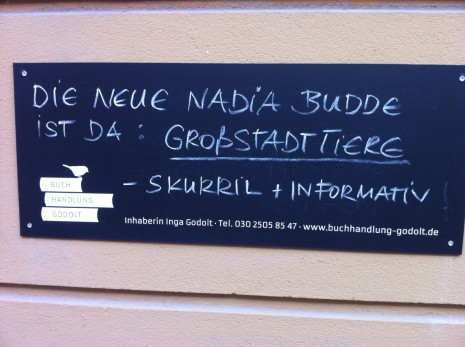 DIE NEUE NADIA BUDDE
IST DA: GROßSTADTTIERE
- SKURRIL + INFORMATIV!
BUCH
HANDLUNG
GODOLT
Inhaberin Inga Godolt · Tel. 030 2505 85 47 · www.buchhandlung-godolt.de